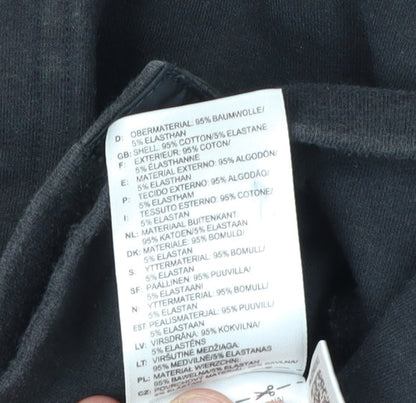 D: OBERMATERIAL: 95% BAUMWOLLE/
5% ELASTHAN
GB: SHELL: 95% COTTON/5% ELASTANE
F: EXTERIEUR: 95% COTON/
5% ELASTHANNE
E: MATERIAL EXTERNO: 95% ALGODÓN/
5% ELASTHAN
P: TECIDO EXTERNO: 95% ALGODÃO/
5% ELASTHAM
I: TESSUTO ESTERNO: 95% COTONE/
5% ELASTAN
NL: MATERIAAL BUITENKANT
95% KATOEN/5% ELASTAAN
DK: MATERIALE: 95% BOMULD/
5% ELASTAN
S: YTTERMATERIAL: 95% BOMULL/
5% ELASTAN
SF: PÄÄLLINEN: 95% PUUVILLA/
5% ELASTAANI
N: YTTERMATERIAL: 95% BOMULL/
5% ELASTAN
EST: PEALISMATERJAL: 95% PUUVILL/
5% ELASTAAN
LV: VIRSDRĀNA: 95% KOKVILNA/
5% ELASTĒNS
LT: VIRŠUTINĖ MEDŽIAGA:
95% MEDVILNĖ/5% ELASTANAS
PL: MATERIAŁ WIERZCHNI:
95% BAWEŁNA/5% ELASTAN
CZ: